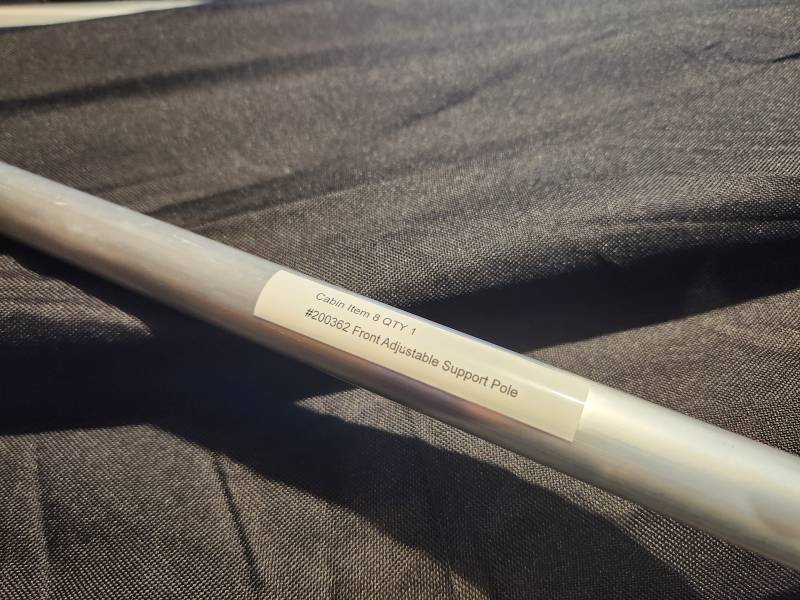 Cabin Item 8 QTY 1
#200362 Front Adjustable Support Pole